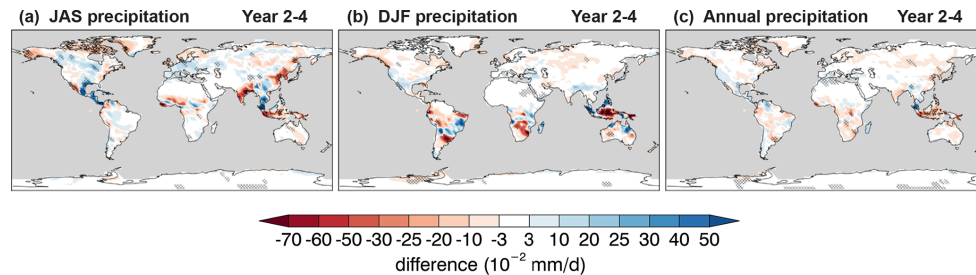 (a) JAS precipitation Year 2-4
(b) DJF precipitation Year 2-4
(c) Annual precipitation Year 2-4
-70 -60 -50 -30 -25 -20 -10 -3 3 10 20 25 30 40 50
difference (10⁻² mm/d)